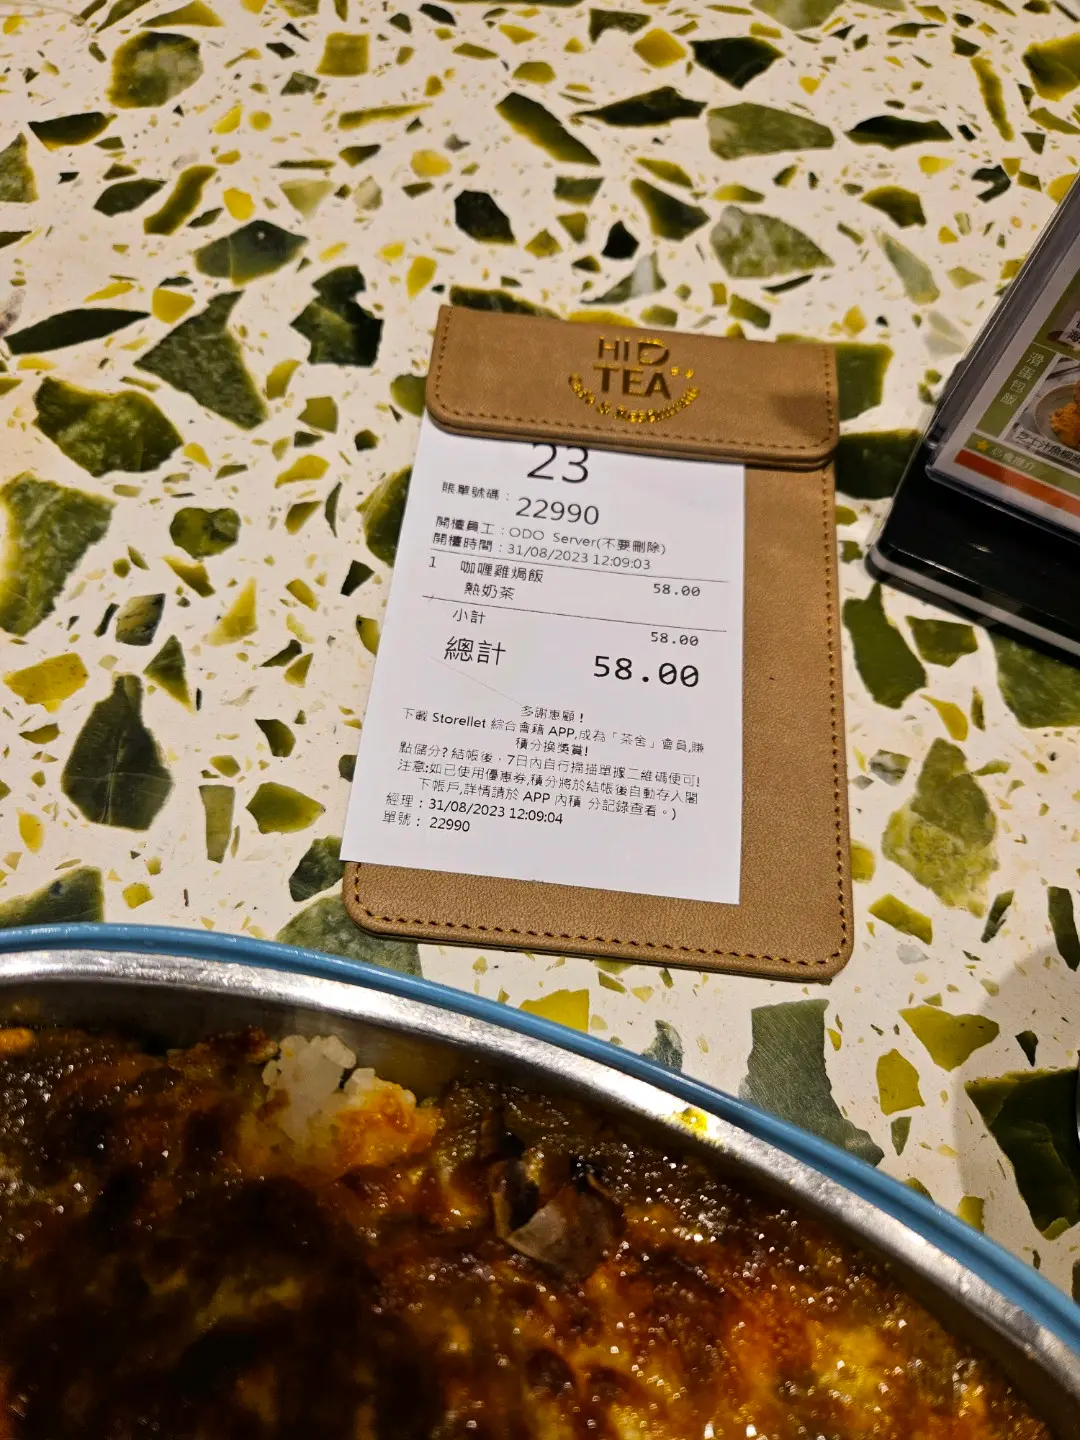 HI
TEA
23
賬單號碼： 22990
開檯員工：ODO Server(不要刪除)
開檯時間：31/08/2023 12:09:03
1 咖喱雞焗飯 58.00
熱奶茶
小計 58.00
總計 58.00
多謝惠顧！
下載 Storellet 綜合會籍 APP,成為「茶舍」會員,賺
積分換獎賞!
點儲分? 結帳後，7日內自行掃描單據二維碼便可!
注意:如已使用優惠券,積分將於結帳後自動存入閣
下帳戶,詳情請於 APP 內積 分記錄查看。)
經理：31/08/2023 12:09:04
單號： 22990
滑蛋包飯